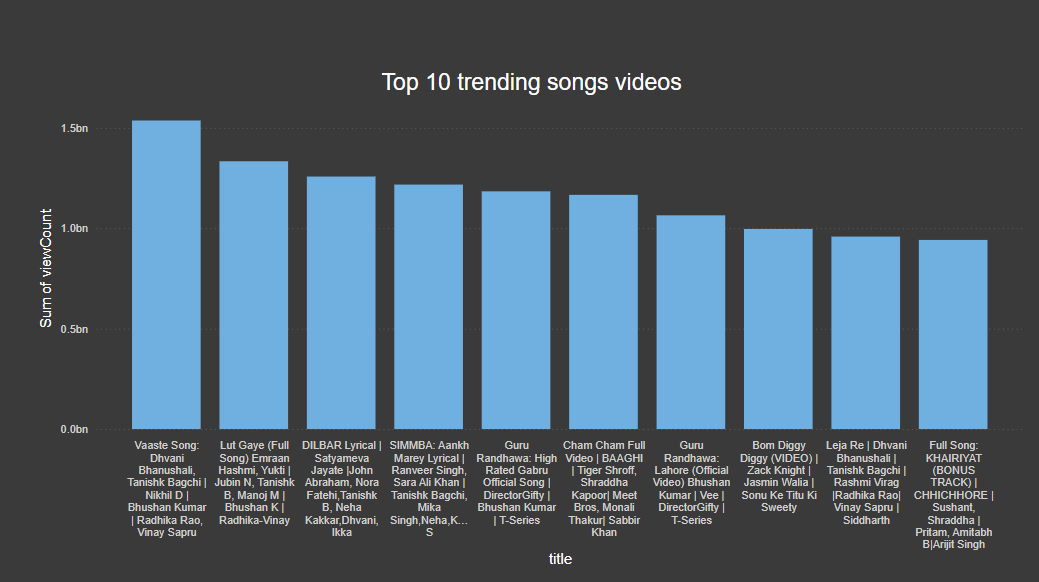 Top 10 trending songs videos
Sum of viewCount
1.5bn
1.0bn
0.5bn
0.0bn
Vaaste Song:
Dhvani
Bhanushali,
Tanishk Bagchi |
Nikhil D |
Bhushan Kumar
| Radhika Rao,
Vinay Sapru
Lut Gaye (Full
Song) Emraan
Hashmi, Yukti |
Jubin N, Tanishk
B, Manoj M |
Bhushan K |
Radhika-Vinay
DILBAR Lyrical |
Satyameva
Jayate |John
Abraham, Nora
Fatehi,Tanishk
B, Neha
Kakkar,Dhvani,
Ikka
SIMMBA: Aankh
Marey Lyrical |
Ranveer Singh,
Sara Ali Khan |
Tanishk Bagchi,
Mika
Singh,Neha,K...
S
Guru
Randhawa: High
Rated Gabru
Official Song |
DirectorGifty |
Bhushan Kumar
| T-Series
Cham Cham Full
Video | BAAGHI
| Tiger Shroff,
Shraddha
Kapoor| Meet
Bros, Monali
Thakur| Sabbir
Khan
Guru
Randhawa:
Lahore (Official
Video) Bhushan
Kumar | Vee |
DirectorGifty |
T-Series
Bom Diggy
Diggy (VIDEO) |
Zack Knight |
Jasmin Walia |
Sonu Ke Titu Ki
Sweety
Leja Re | Dhvani
Bhanushali |
Tanishk Bagchi |
Rashmi Virag
|Radhika Rao|
Vinay Sapru |
Siddharth
Full Song:
KHAIRIYAT
(BONUS
TRACK) |
CHHICHHORE |
Sushant,
Shraddha |
Pritam, Amitabh
B|Arijit Singh
title